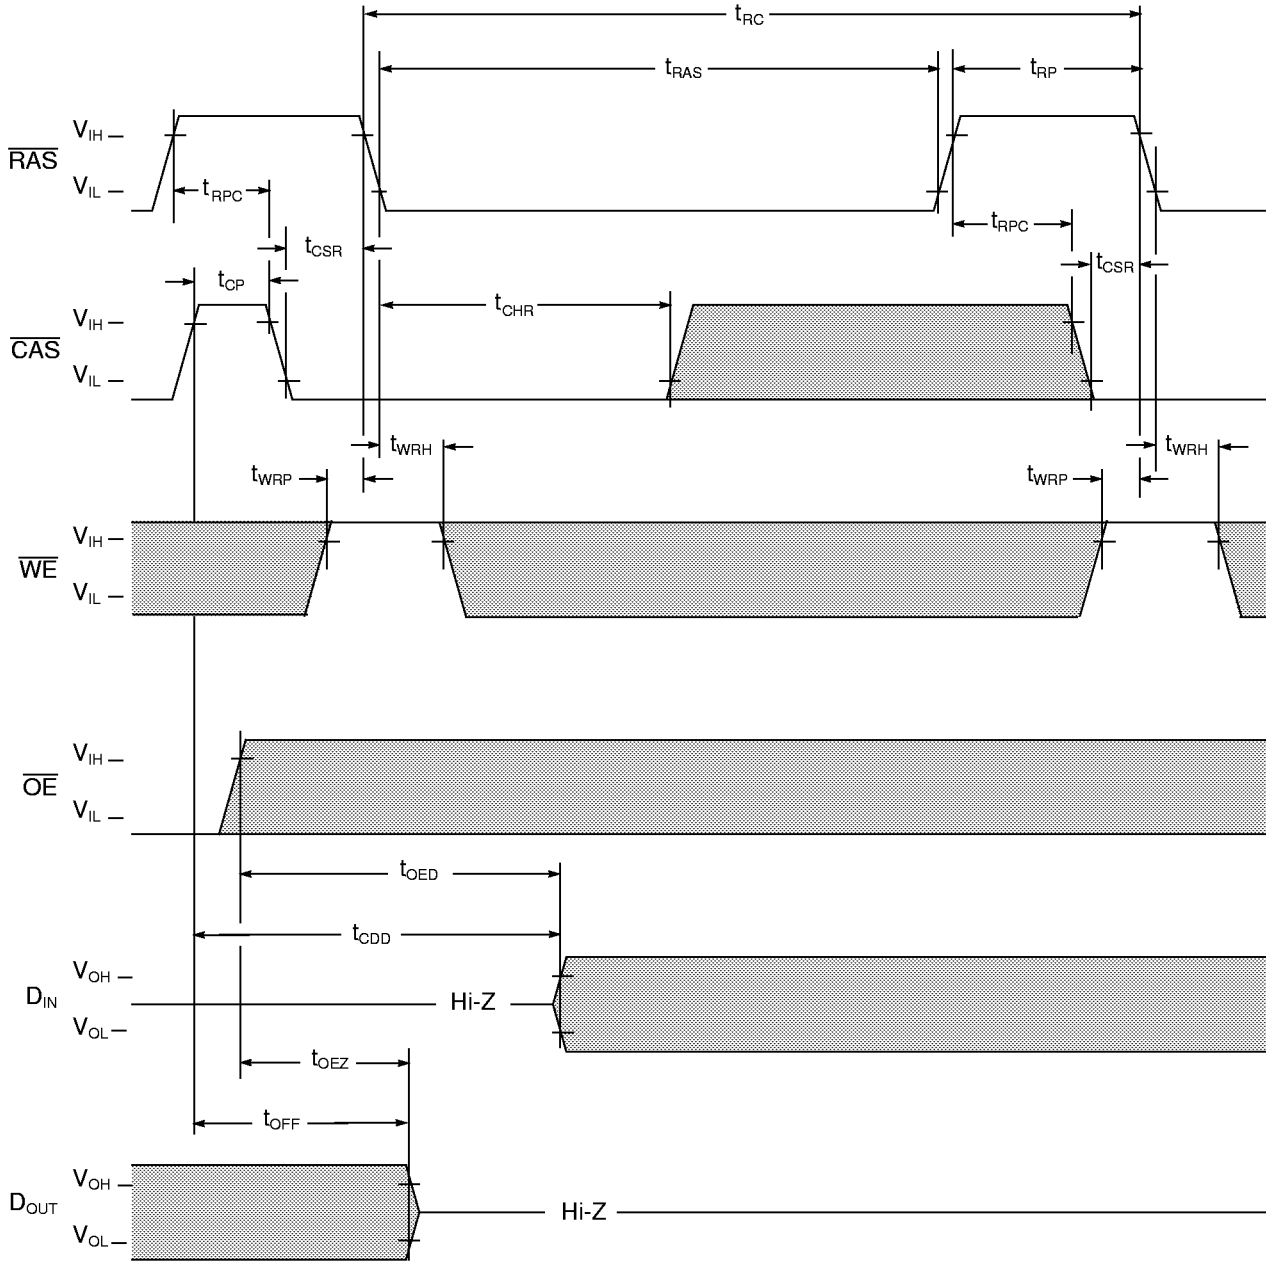 tRC
tRAS
tRP
VIH
RAS
VIL
tRPC
tRPC
tCSR
tCSR
tCP
tCHR
VIH
CAS
VIL
tWRH
tWRH
tWRP
tWRP
VIH
WE
VIL
VIH
OE
VIL
tOED
tCDD
VOH
DIN
Hi-Z
VOL
tOEZ
tOFF
VOH
DOUT
Hi-Z
VOL